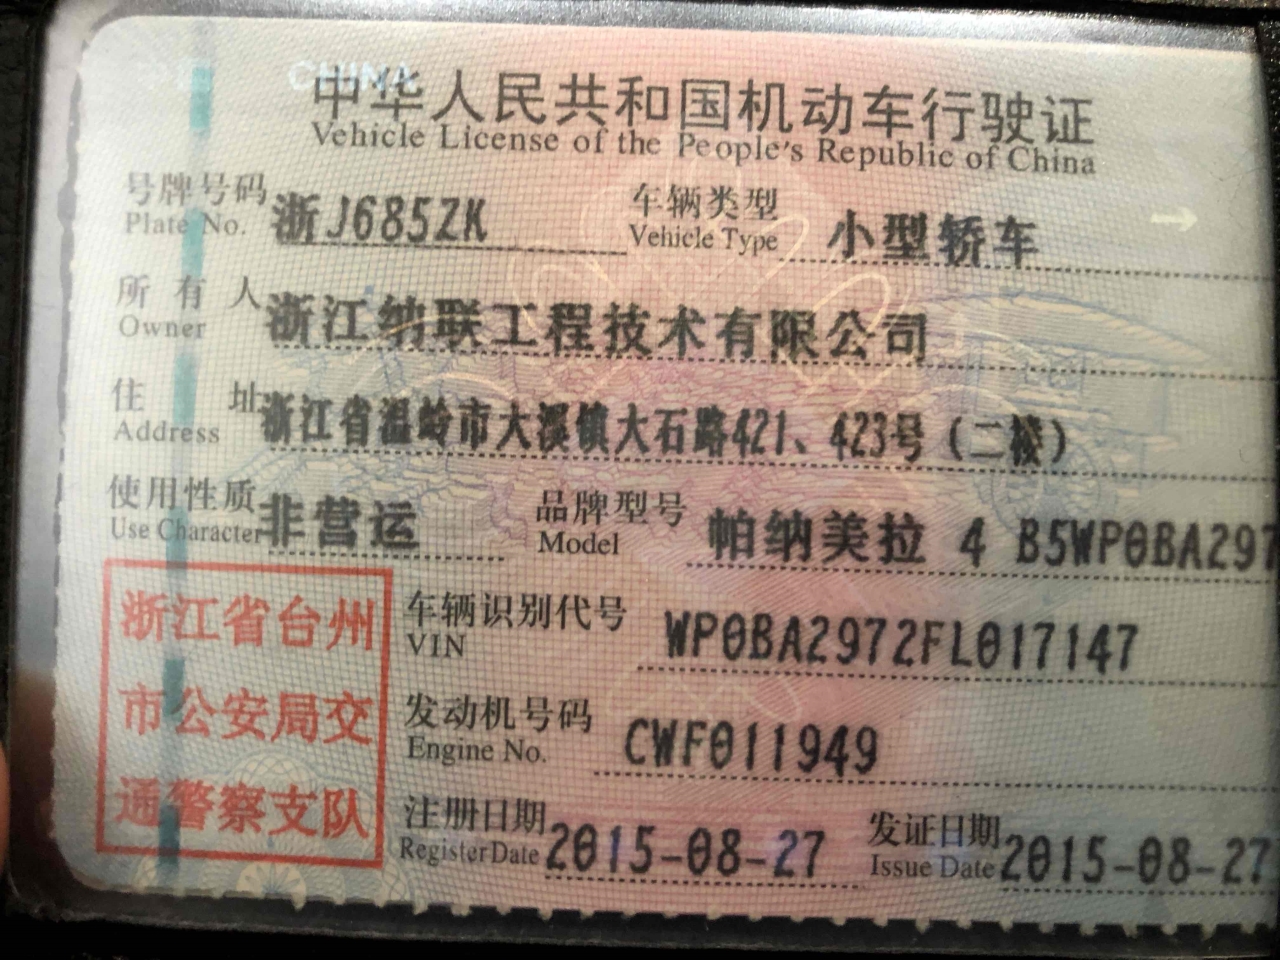 中华人民共和国机动车行驶证
Vehicle License of the People's Republic of China
号牌号码 浙J6852K 车辆类型 小型轿车
Plate No. Vehicle Type
所有人 浙江纳联工程技术有限公司
Owner
住址 浙江省温岭市大溪镇大石路421、423号（二楼）
Address
使用性质 非营运 品牌型号 帕纳美拉 4 B5WP0BA297
Use Character Model
浙江省台州
市公安局交
通警察支队
车辆识别代号 WP0BA2972FL017147
VIN
发动机号码 CWF011949
Engine No.
注册日期 2015-08-27 发证日期 2015-08-27
Register Date Issue Date